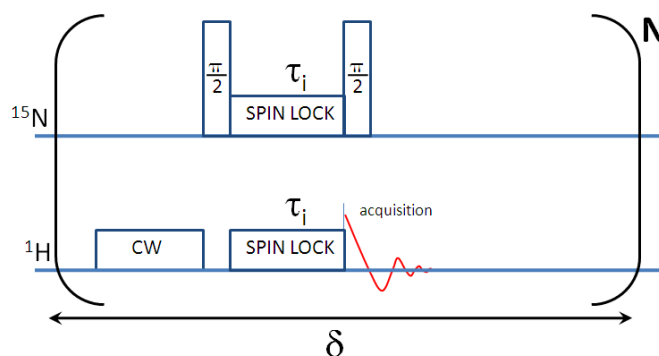 N
π/2 τi π/2
15N SPIN LOCK
τi acquisition
1H CW SPIN LOCK
δ